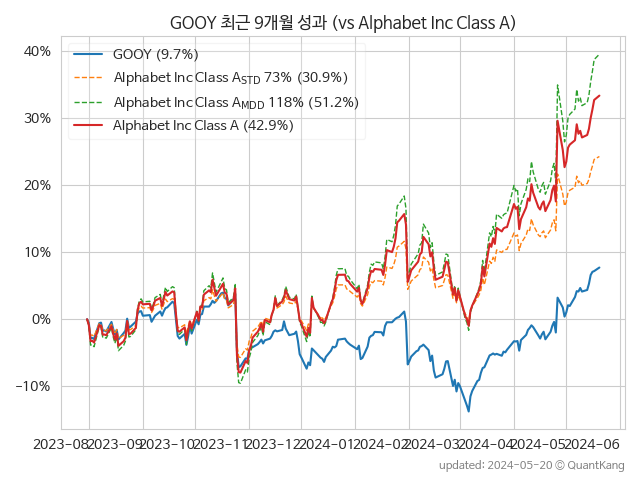 GOOY 최근 9개월 성과 (vs Alphabet Inc Class A)
40%
30%
20%
10%
0%
−10%
GOOY (9.7%)
Alphabet Inc Class A_STD 73% (30.9%)
Alphabet Inc Class A_MDD 118% (51.2%)
Alphabet Inc Class A (42.9%)
2023-08 2023-09 2023-10 2023-11 2023-12 2024-01 2024-02 2024-03 2024-04 2024-05 2024-06
updated: 2024-05-20 @ QuantKang